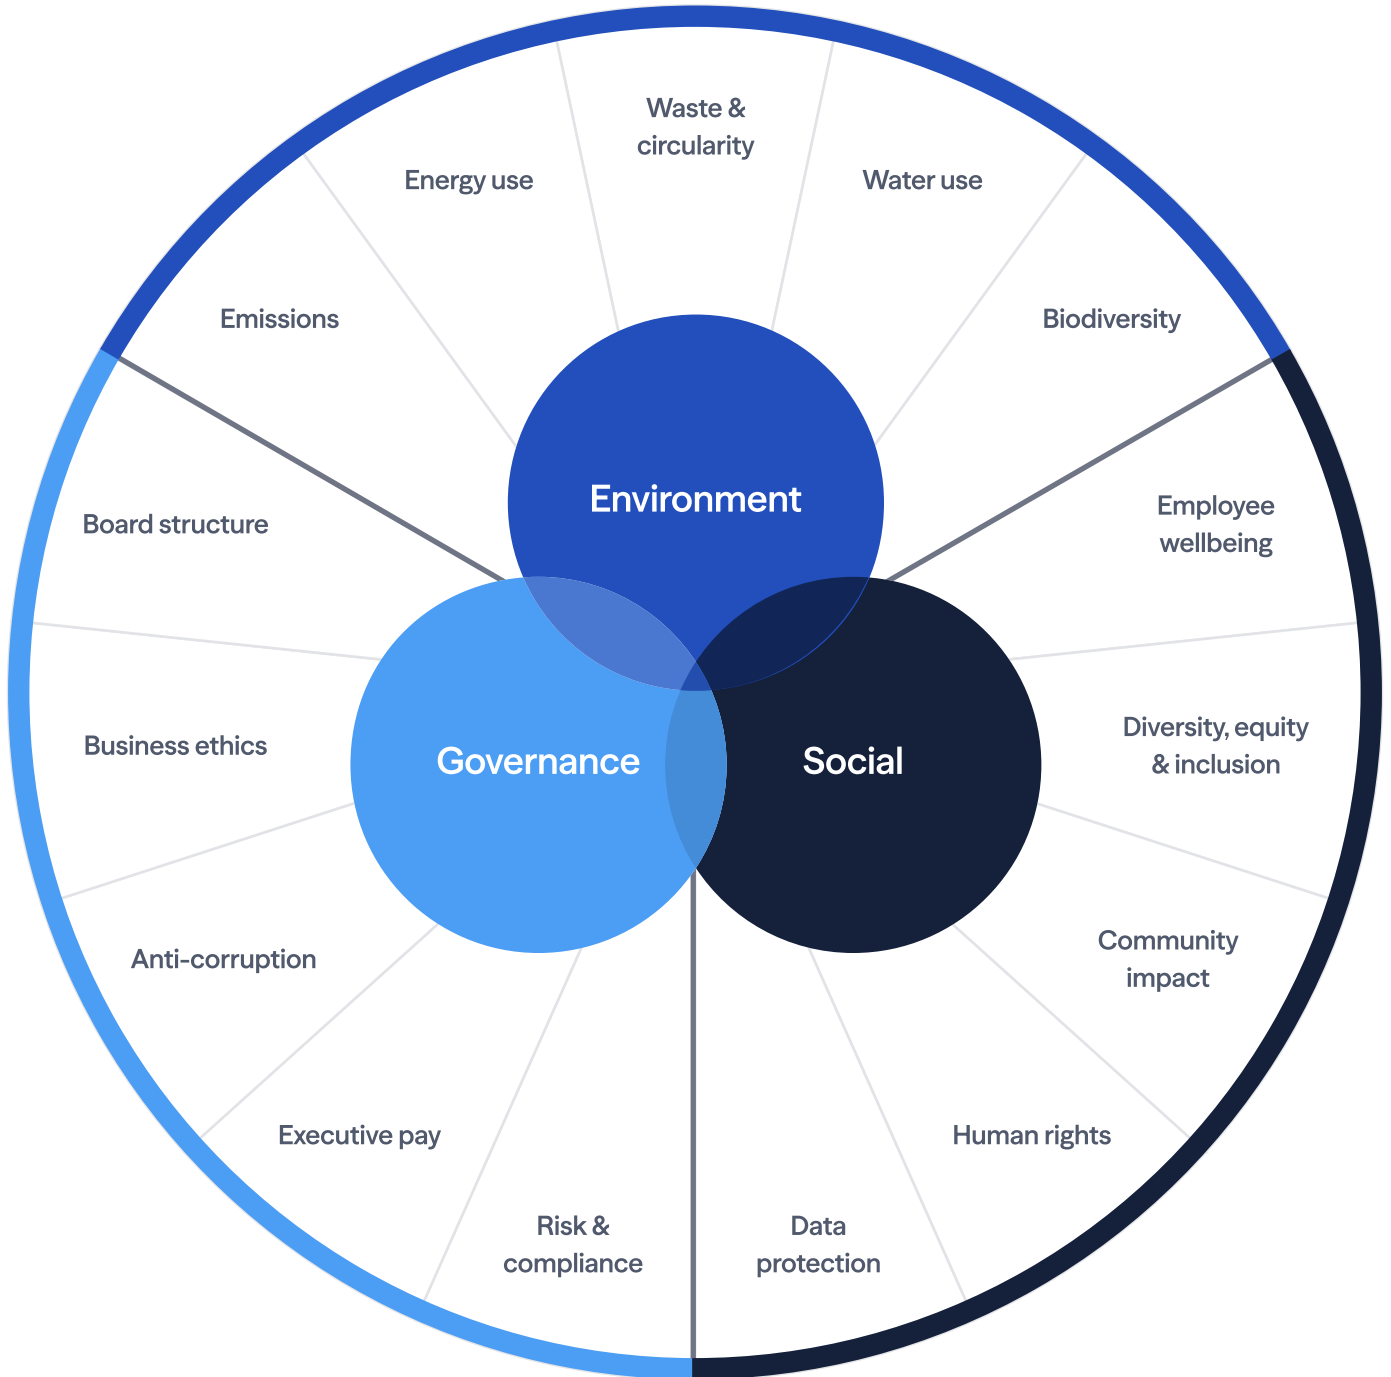 Waste &
circularity
Energy use
Water use
Emissions
Biodiversity
Environment
Board structure
Employee
wellbeing
Business ethics
Diversity, equity
& inclusion
Governance
Social
Anti-corruption
Community
impact
Executive pay
Human rights
Risk &
compliance
Data
protection